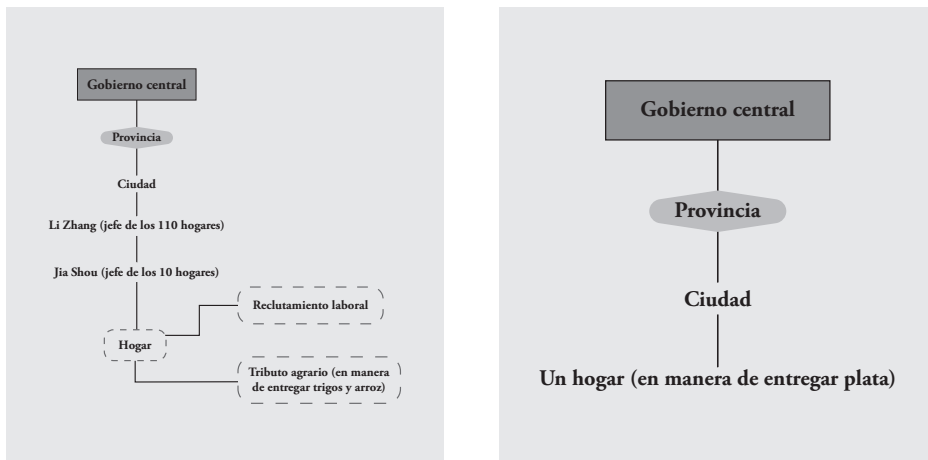 Gobierno central
Provincia
Ciudad
Li Zhang (jefe de los 110 hogares)
Jia Shou (jefe de los 10 hogares)
Reclutamiento laboral
Hogar
Tributo agrario (en manera
de entregar trigos y arroz)
Gobierno central
Provincia
Ciudad
Un hogar (en manera de entregar plata)